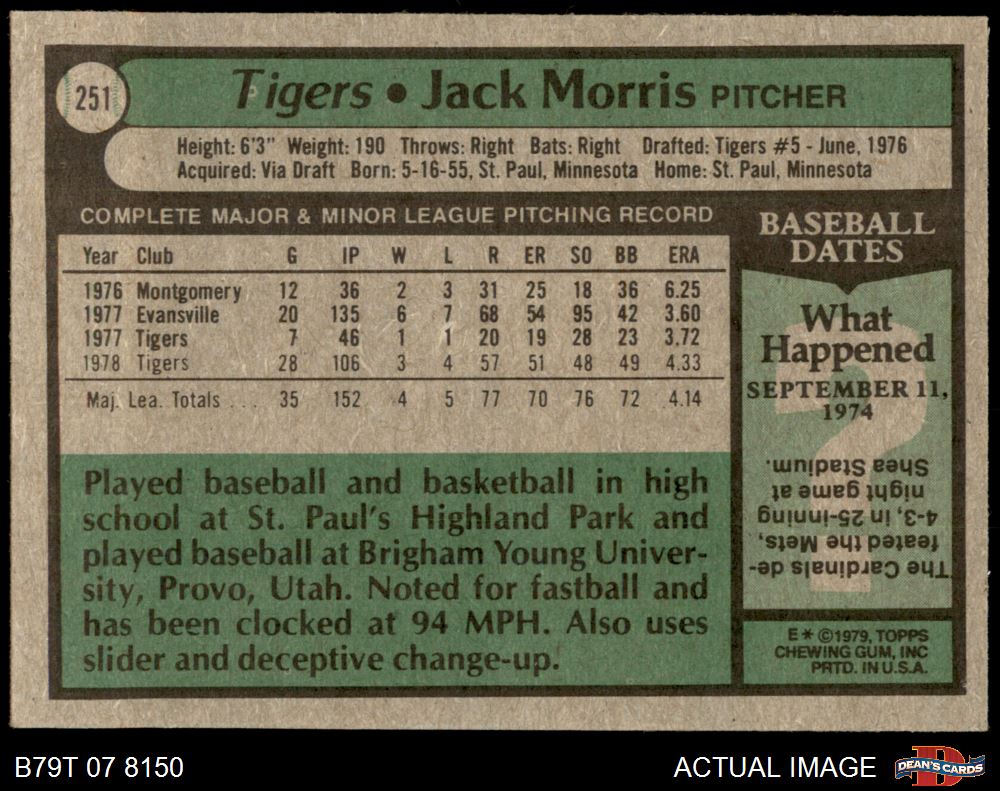 251
Tigers • Jack Morris PITCHER
Height: 6'3" Weight: 190 Throws: Right Bats: Right Drafted: Tigers #5 - June, 1976
Acquired: Via Draft Born: 5-16-55, St. Paul, Minnesota Home: St. Paul, Minnesota
COMPLETE MAJOR & MINOR LEAGUE PITCHING RECORD
Year Club G IP W L R ER SO BB ERA
1976 Montgomery 12 36 2 3 31 25 18 36 6.25
1977 Evansville 20 135 6 7 68 54 95 42 3.60
1977 Tigers 7 46 1 1 20 19 28 23 3.72
1978 Tigers 28 106 3 4 57 51 48 49 4.33
Maj. Lea. Totals ... 35 152 4 5 77 70 76 72 4.14
Played baseball and basketball in high
school at St. Paul's Highland Park and
played baseball at Brigham Young Univer-
sity, Provo, Utah. Noted for fastball and
has been clocked at 94 MPH. Also uses
slider and deceptive change-up.
BASEBALL
DATES
What
Happened
SEPTEMBER 11,
1974
?
The Cardinals de-
feated the Mets,
4-3, in 25-inning
night game at
Shea Stadium.
E* ©1979, TOPPS
CHEWING GUM, INC
PRTD. IN U.S.A.
B79T 07 8150
ACTUAL IMAGE
D
DEAN'S CARDS